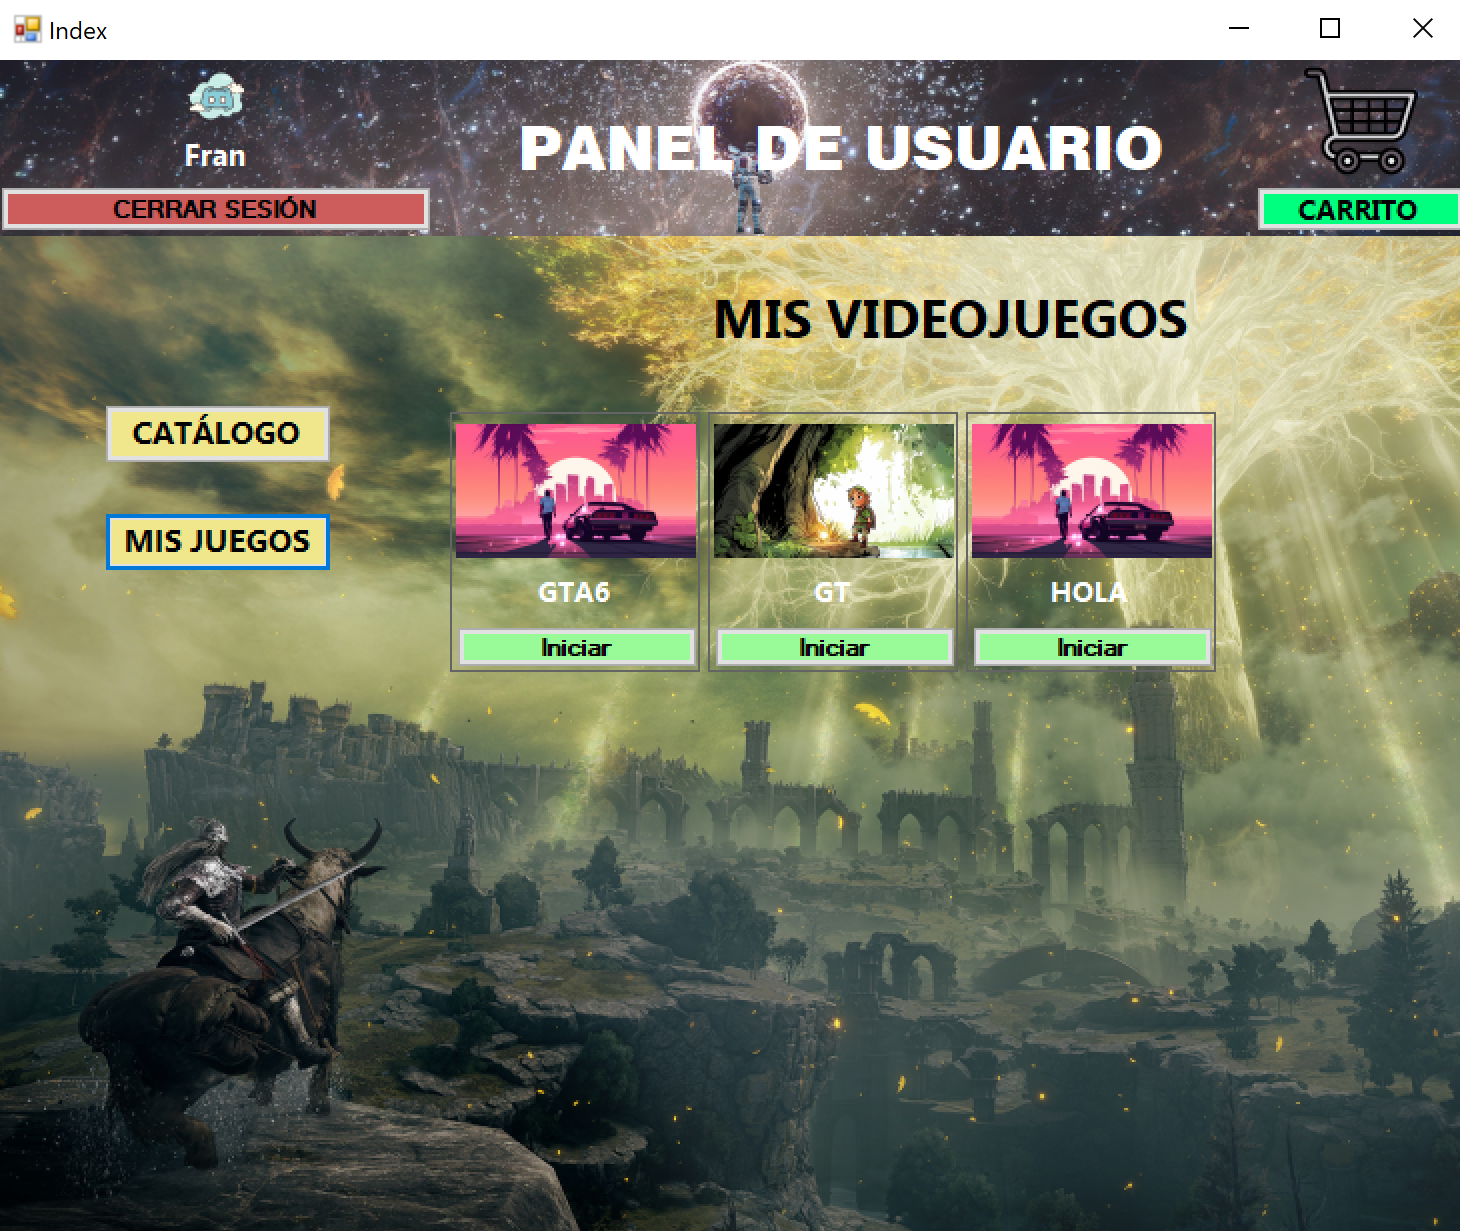 Index
Fran
PANEL DE USUARIO
CERRAR SESIÓN
CARRITO
MIS VIDEOJUEGOS
CATÁLOGO
MIS JUEGOS
GTA6
GT
HOLA
Iniciar
Iniciar
Iniciar